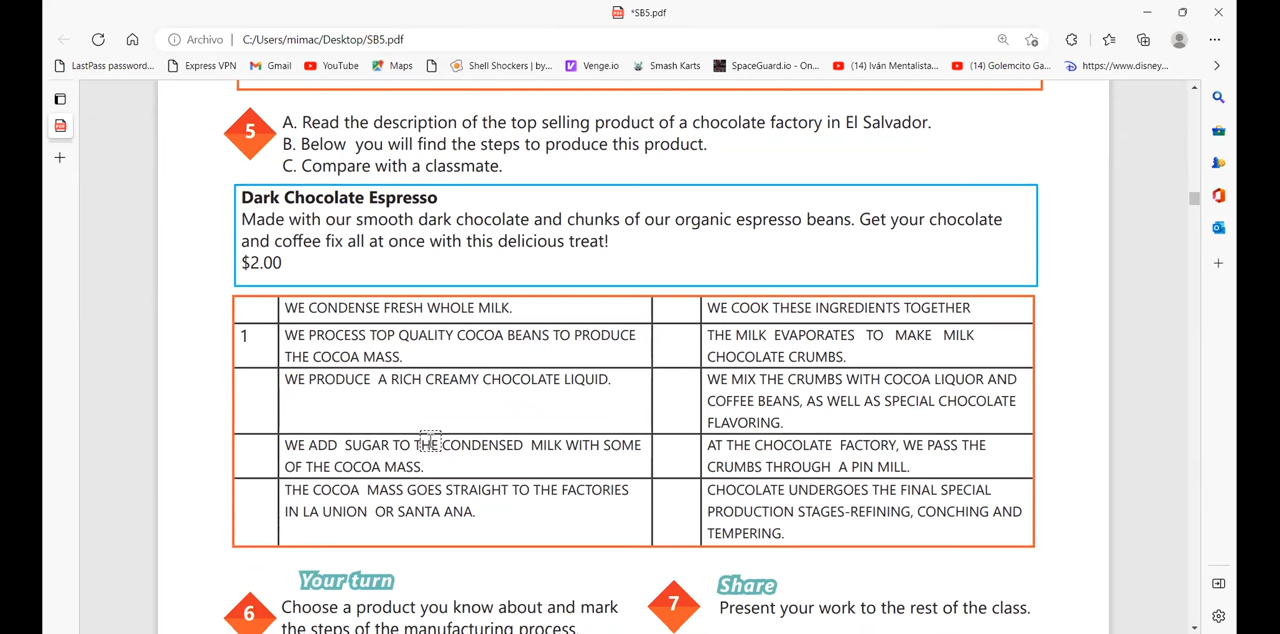 *SB5.pdf
Archivo
C:/Users/mimac/Desktop/SB5.pdf
LastPass password...
Express VPN
Gmail
YouTube
Maps
Shell Shockers | by...
Venge.io
Smash Karts
SpaceGuard.io - On...
(14) Iván Mentalista...
(14) Golemcito Ga...
https://www.disney...
5
A. Read the description of the top selling product of a chocolate factory in El Salvador.
B. Below you will find the steps to produce this product.
C. Compare with a classmate.
Dark Chocolate Espresso
Made with our smooth dark chocolate and chunks of our organic espresso beans. Get your chocolate
and coffee fix all at once with this delicious treat!
$2.00
WE CONDENSE FRESH WHOLE MILK.
WE COOK THESE INGREDIENTS TOGETHER
1
WE PROCESS TOP QUALITY COCOA BEANS TO PRODUCE
THE COCOA MASS.
THE MILK EVAPORATES TO MAKE MILK
CHOCOLATE CRUMBS.
WE PRODUCE A RICH CREAMY CHOCOLATE LIQUID.
WE MIX THE CRUMBS WITH COCOA LIQUOR AND
COFFEE BEANS, AS WELL AS SPECIAL CHOCOLATE
FLAVORING.
WE ADD SUGAR TO THE CONDENSED MILK WITH SOME
OF THE COCOA MASS.
AT THE CHOCOLATE FACTORY, WE PASS THE
CRUMBS THROUGH A PIN MILL.
THE COCOA MASS GOES STRAIGHT TO THE FACTORIES
IN LA UNION OR SANTA ANA.
CHOCOLATE UNDERGOES THE FINAL SPECIAL
PRODUCTION STAGES-REFINING, CONCHING AND
TEMPERING.
Your turn
6
Choose a product you know about and mark
the steps of the manufacturing process.
Share
7
Present your work to the rest of the class.